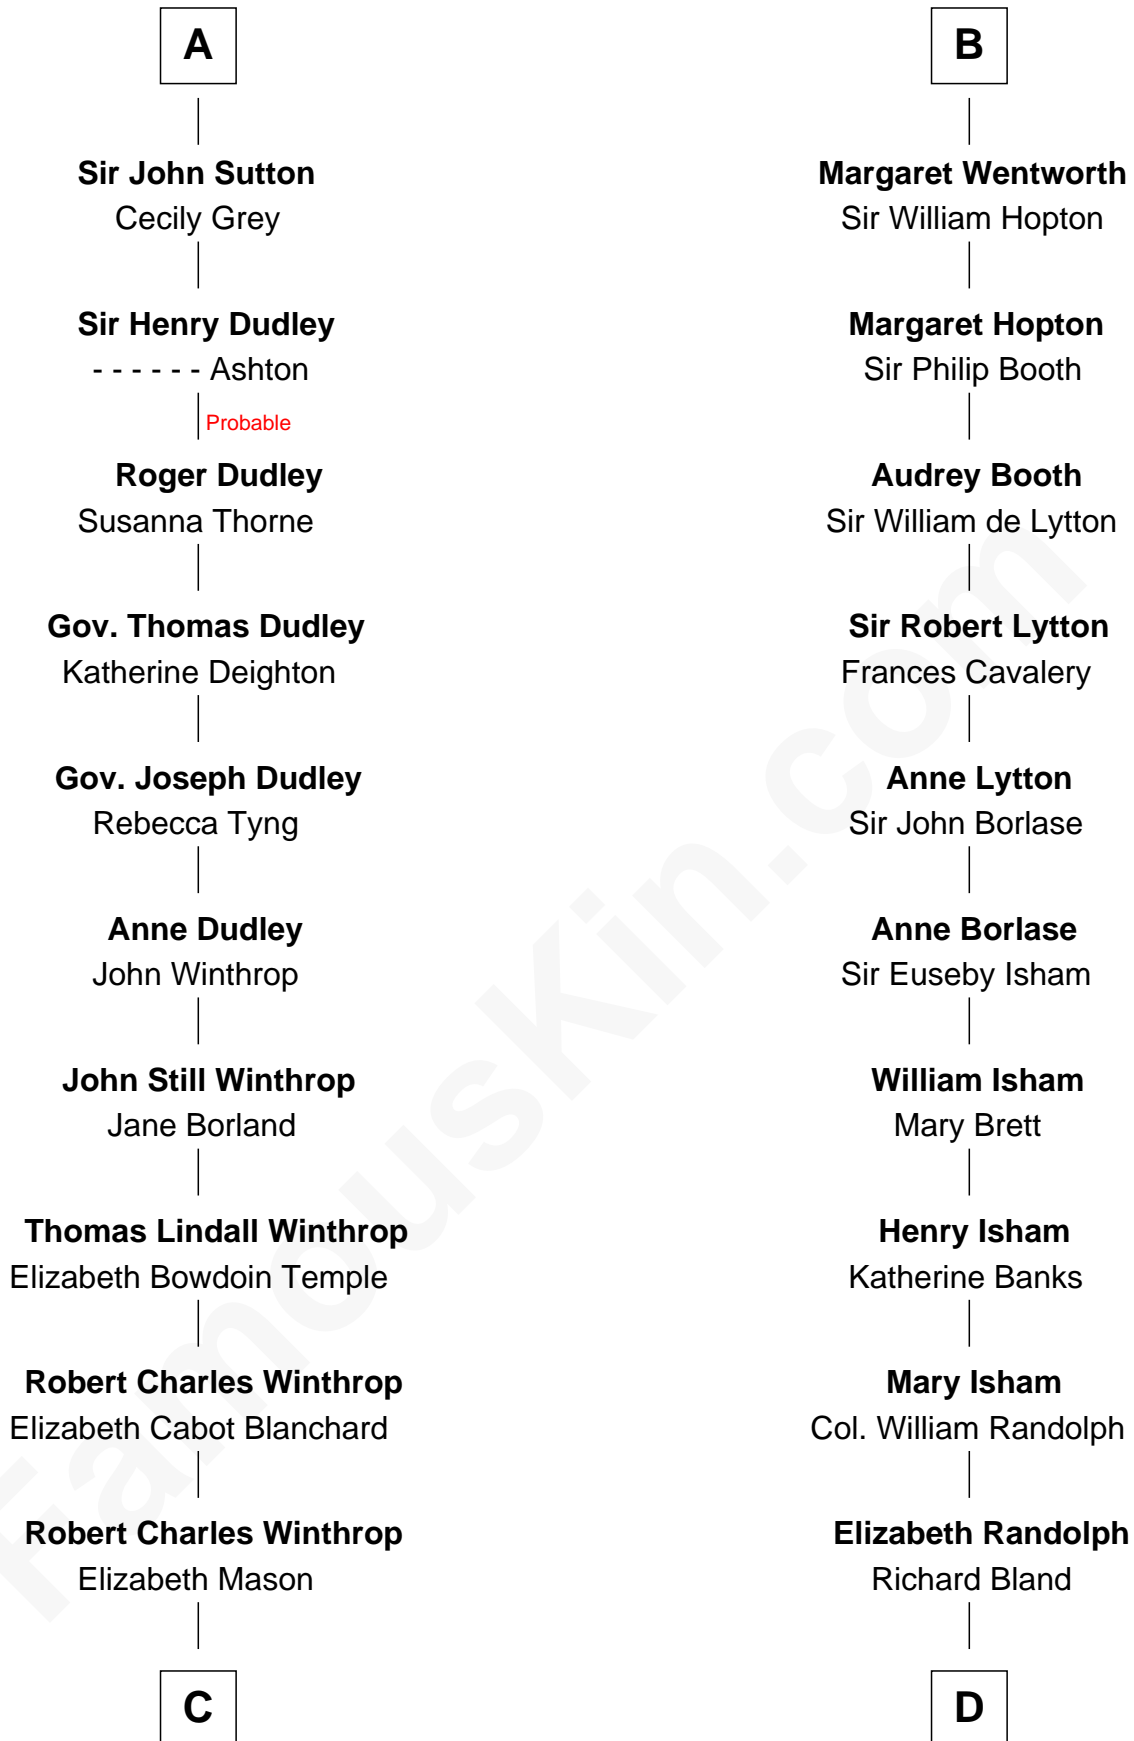 A
Sir John Sutton
Cecily Grey
Sir Henry Dudley
- - - - - - Ashton
Probable
Roger Dudley
Susanna Thorne
Gov. Thomas Dudley
Katherine Deighton
Gov. Joseph Dudley
Rebecca Tyng
Anne Dudley
John Winthrop
John Still Winthrop
Jane Borland
Thomas Lindall Winthrop
Elizabeth Bowdoin Temple
Robert Charles Winthrop
Elizabeth Cabot Blanchard
Robert Charles Winthrop
Elizabeth Mason
C
B
Margaret Wentworth
Sir William Hopton
Margaret Hopton
Sir Philip Booth
Audrey Booth
Sir William de Lytton
Sir Robert Lytton
Frances Cavalery
Anne Lytton
Sir John Borlase
Anne Borlase
Sir Euseby Isham
William Isham
Mary Brett
Henry Isham
Katherine Banks
Mary Isham
Col. William Randolph
Elizabeth Randolph
Richard Bland
D
FamousKin.com